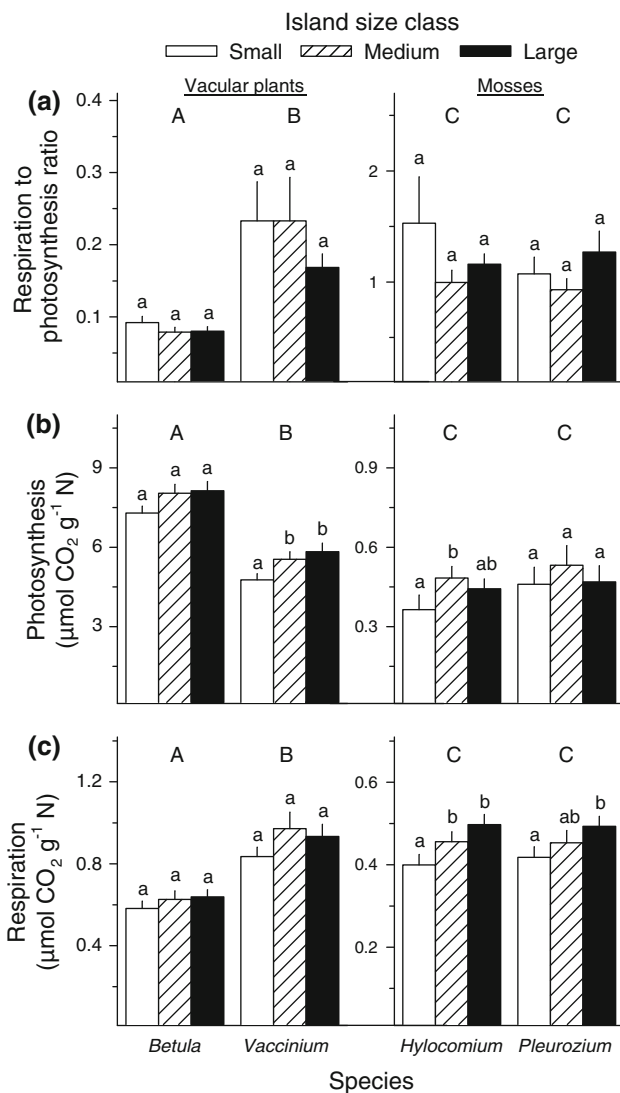 Island size class
Small Medium Large
Vacular plants Mosses
(a)
Respiration to
photosynthesis ratio
0.4
0.3
0.2
0.1
A B
a a a a a a
2
1
C C
a a a a a a
(b)
Photosynthesis
(µmol CO2 g-1 N)
9
6
3
A B
a a a a b b
0.9
0.6
0.3
C C
a b ab a a a
(c)
Respiration
(µmol CO2 g-1 N)
1.2
0.8
0.4
A B
a a a a a a
0.6
0.4
0.2
C C
a b b a ab b
Betula Vaccinium Hylocomium Pleurozium
Species